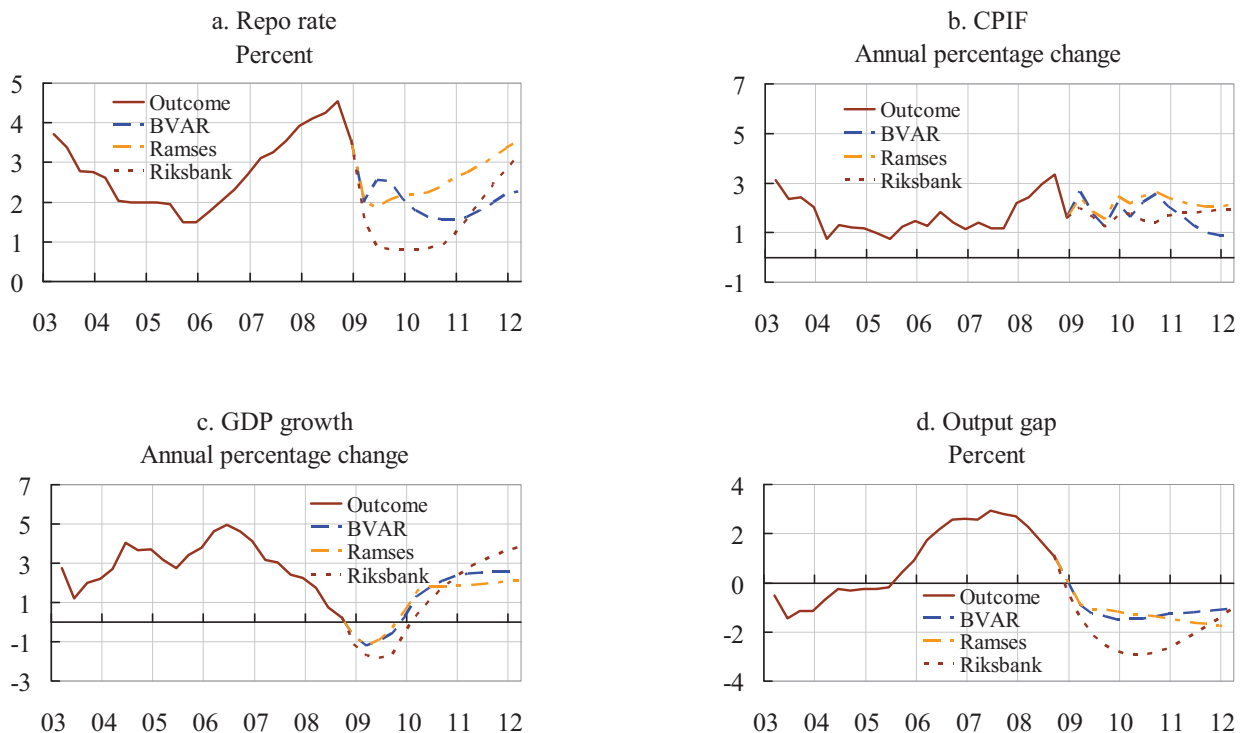 a. Repo rate
Percent
5
4
3
2
1
0
Outcome
BVAR
Ramses
Riksbank
03 04 05 06 07 08 09 10 11 12
b. CPIF
Annual percentage change
7
5
3
1
-1
Outcome
BVAR
Ramses
Riksbank
03 04 05 06 07 08 09 10 11 12
c. GDP growth
Annual percentage change
7
5
3
1
-1
-3
Outcome
BVAR
Ramses
Riksbank
03 04 05 06 07 08 09 10 11 12
d. Output gap
Percent
4
2
0
-2
-4
Outcome
BVAR
Ramses
Riksbank
03 04 05 06 07 08 09 10 11 12